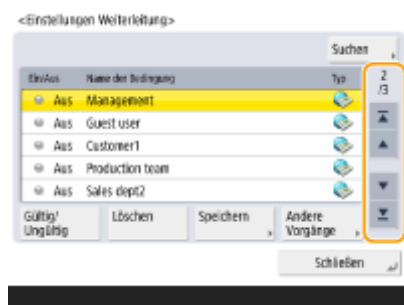 <Einstellungen Weiterleitung>
Suchen
Ein/Aus Name der Bedingung Typ
2
/3
Aus Management
Aus Guest user
Aus Customer1
Aus Production team
Aus Sales dept2
Gültig/
Ungültig
Löschen
Speichern
Andere
Vorgänge
Schließen